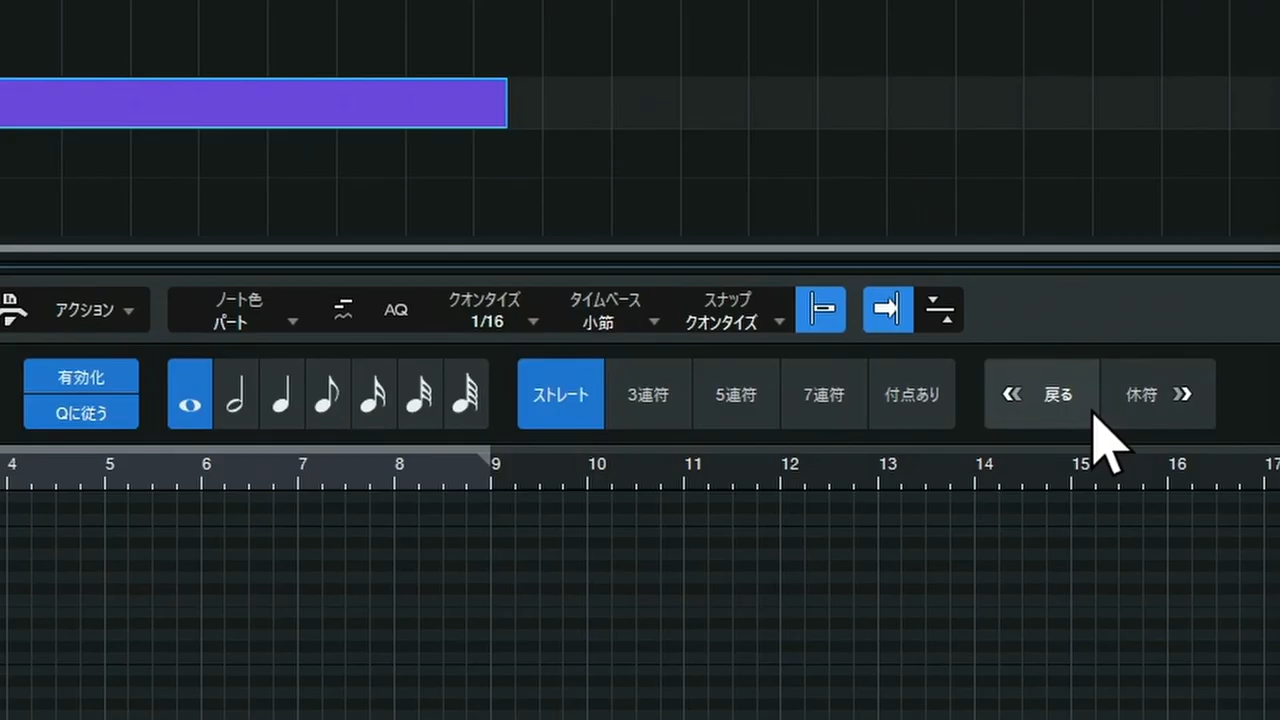 アクション
ノート色
パート
AQ
クオンタイズ
1/16
タイムベース
小節
スナップ
クオンタイズ
有効化
Qに従う
ストレート
3連符
5連符
7連符
付点あり
戻る
休符
4 5 6 7 8 9 10 11 12 13 14 15 16 17